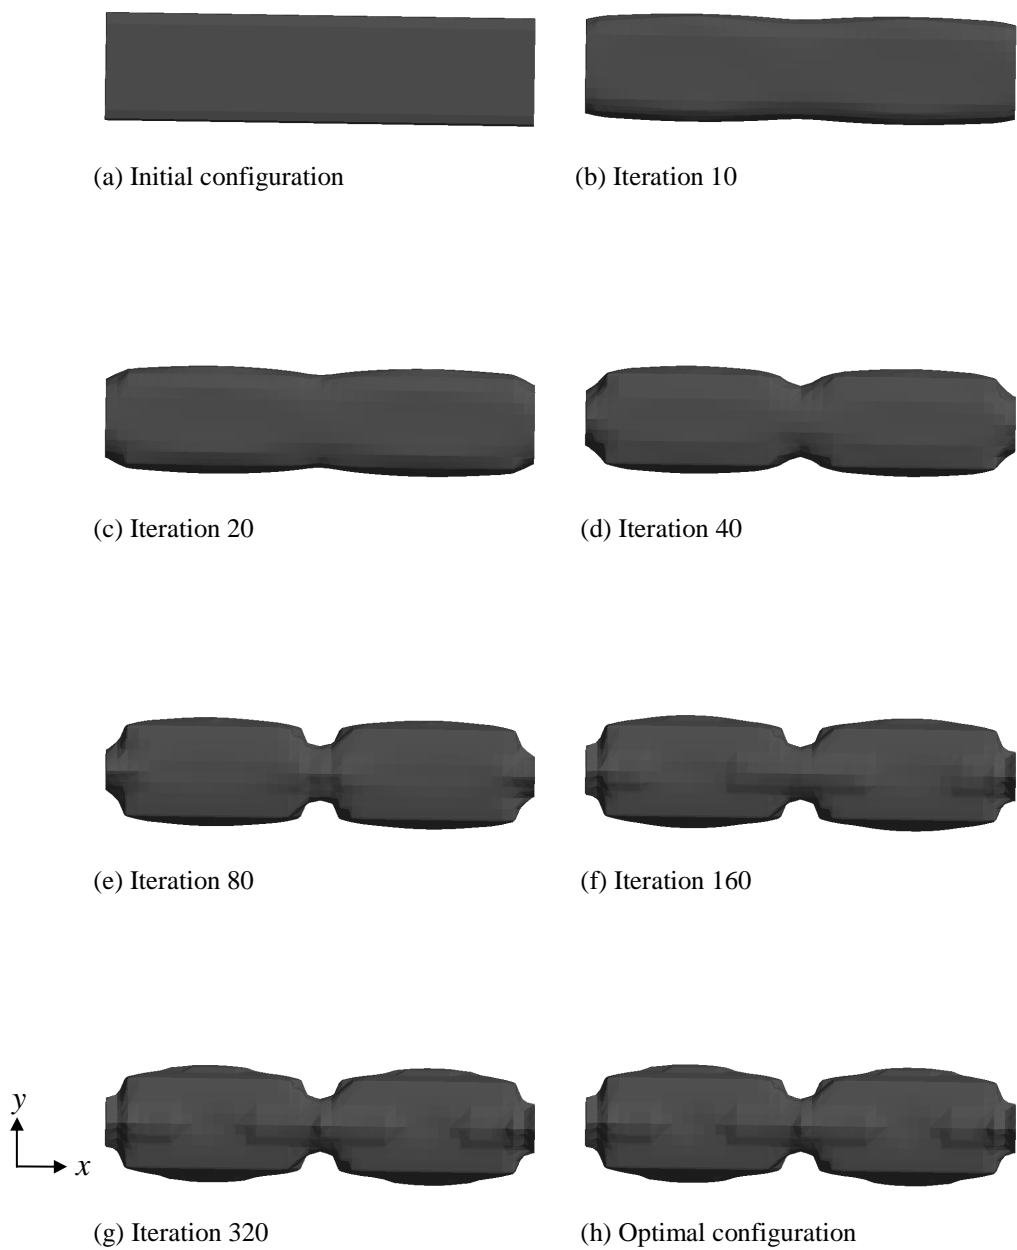 (a) Initial configuration
(b) Iteration 10
(c) Iteration 20
(d) Iteration 40
(e) Iteration 80
(f) Iteration 160
y
x
(g) Iteration 320
(h) Optimal configuration